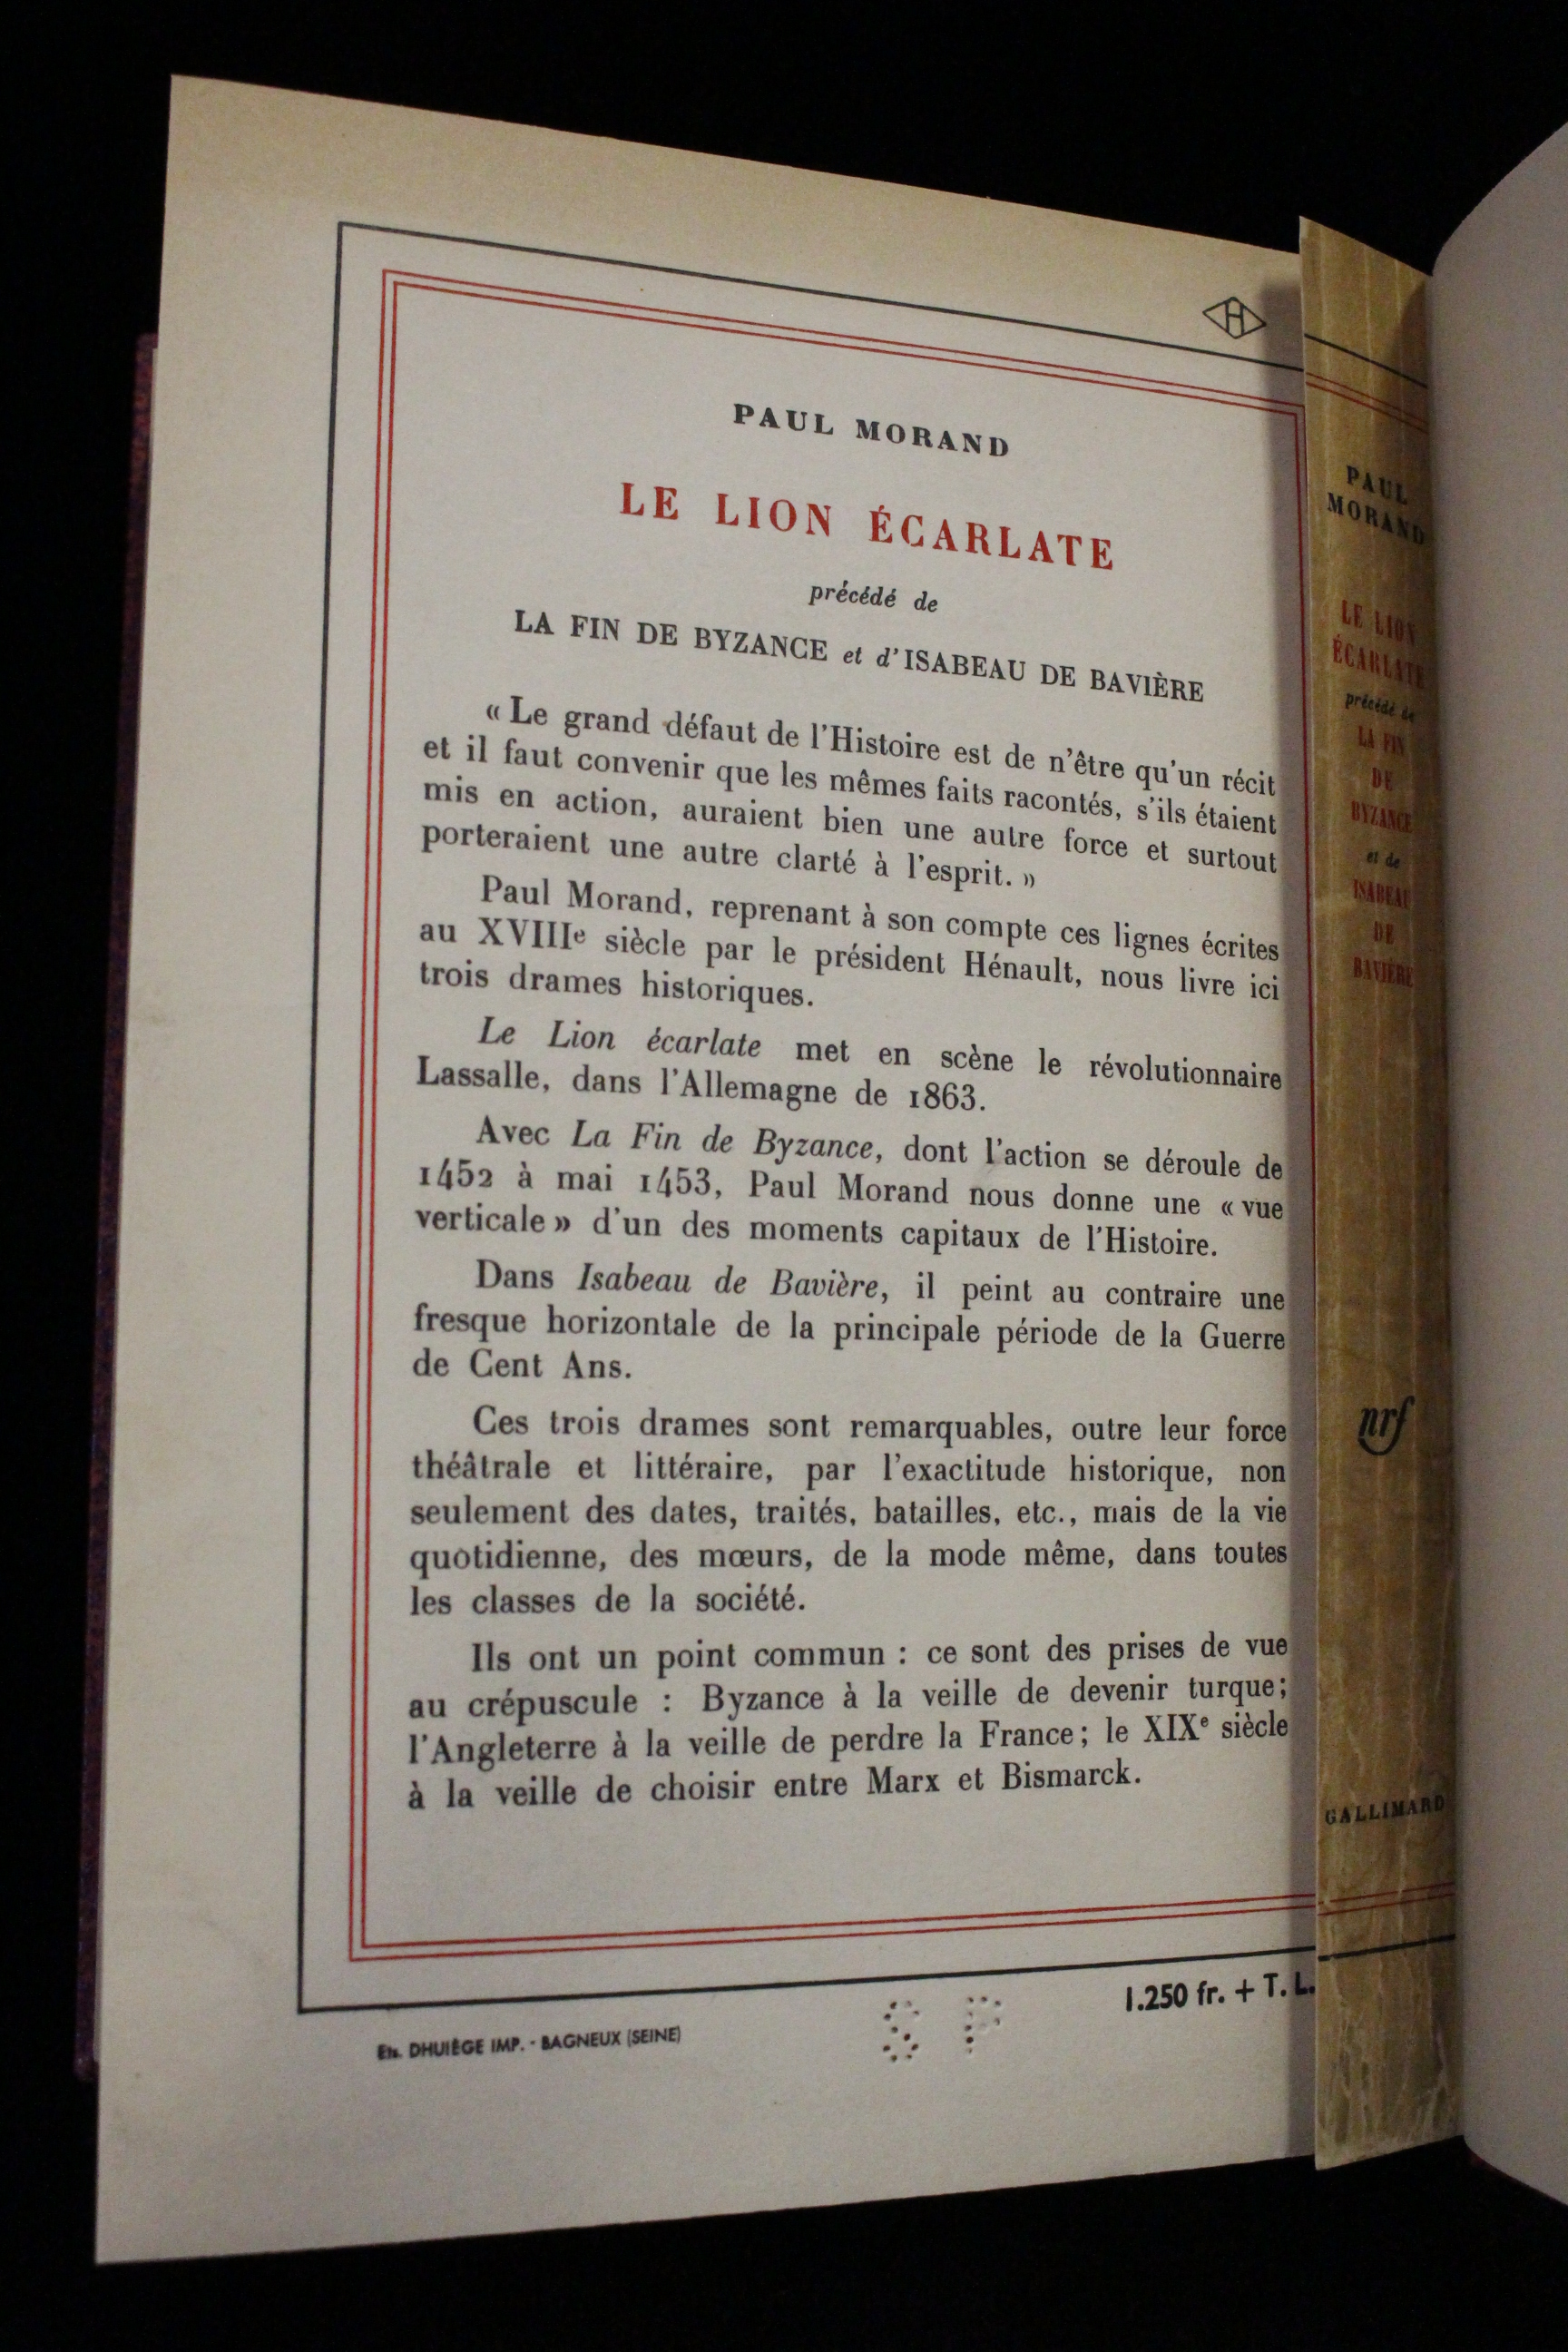 PAUL MORAND
LE LION ÉCARLATE
précédé de
LA FIN DE BYZANCE et d'ISABEAU DE BAVIÈRE
« Le grand défaut de l'Histoire est de n'être qu'un récit
et il faut convenir que les mêmes faits racontés, s'ils étaient
mis en action, auraient bien une autre force et surtout
porteraient une autre clarté à l'esprit. »
Paul Morand, reprenant à son compte ces lignes écrites
au XVIIIe siècle par le président Hénault, nous livre ici
trois drames historiques.
Le Lion écarlate met en scène le révolutionnaire
Lassalle, dans l'Allemagne de 1863.
Avec La Fin de Byzance, dont l'action se déroule de
1452 à mai 1453, Paul Morand nous donne une « vue
verticale » d'un des moments capitaux de l'Histoire.
Dans Isabeau de Bavière, il peint au contraire une
fresque horizontale de la principale période de la Guerre
de Cent Ans.
Ces trois drames sont remarquables, outre leur force
théâtrale et littéraire, par l'exactitude historique, non
seulement des dates, traités, batailles, etc., mais de la vie
quotidienne, des mœurs, de la mode même, dans toutes
les classes de la société.
Ils ont un point commun : ce sont des prises de vue
au crépuscule : Byzance à la veille de devenir turque;
l'Angleterre à la veille de perdre la France; le XIXe siècle
à la veille de choisir entre Marx et Bismarck.
1.250 fr. + T. L.
DHUIÈGE IMP. - BAGNEUX (SEINE)
S P
PAUL
MORAND
LE LION
ÉCARLATE
précédé de
LA FIN
DE
BYZANCE
et de
ISABEAU
DE
BAVIÈRE
nrf
GALLIMARD